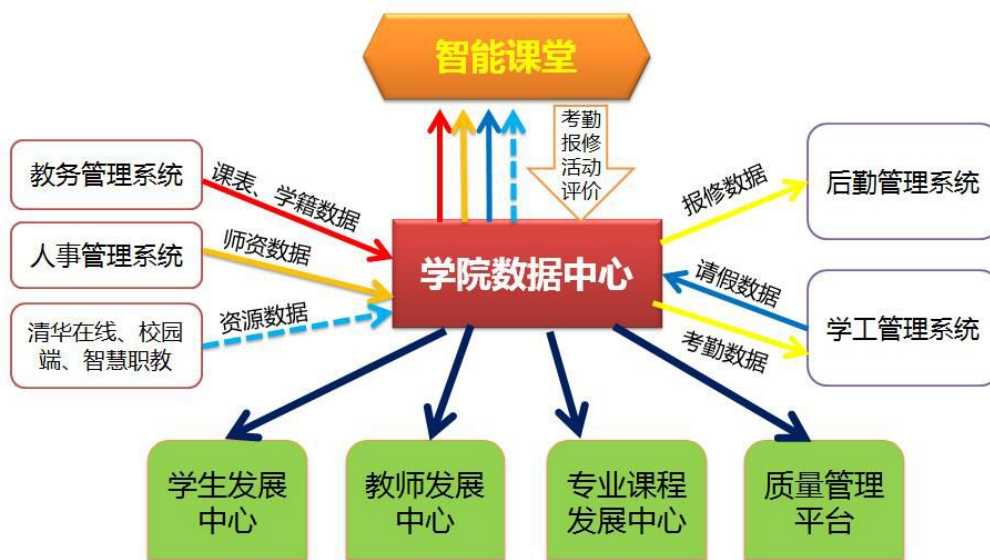 智能课堂
考勤
报修
活动
评价
教务管理系统
课表、学籍数据
报修数据
后勤管理系统
人事管理系统
师资数据
学院数据中心
请假数据
清华在线、校园
端、智慧职教
资源数据
考勤数据
学工管理系统
学生发展
中心
教师发展
中心
专业课程
发展中心
质量管理
平台